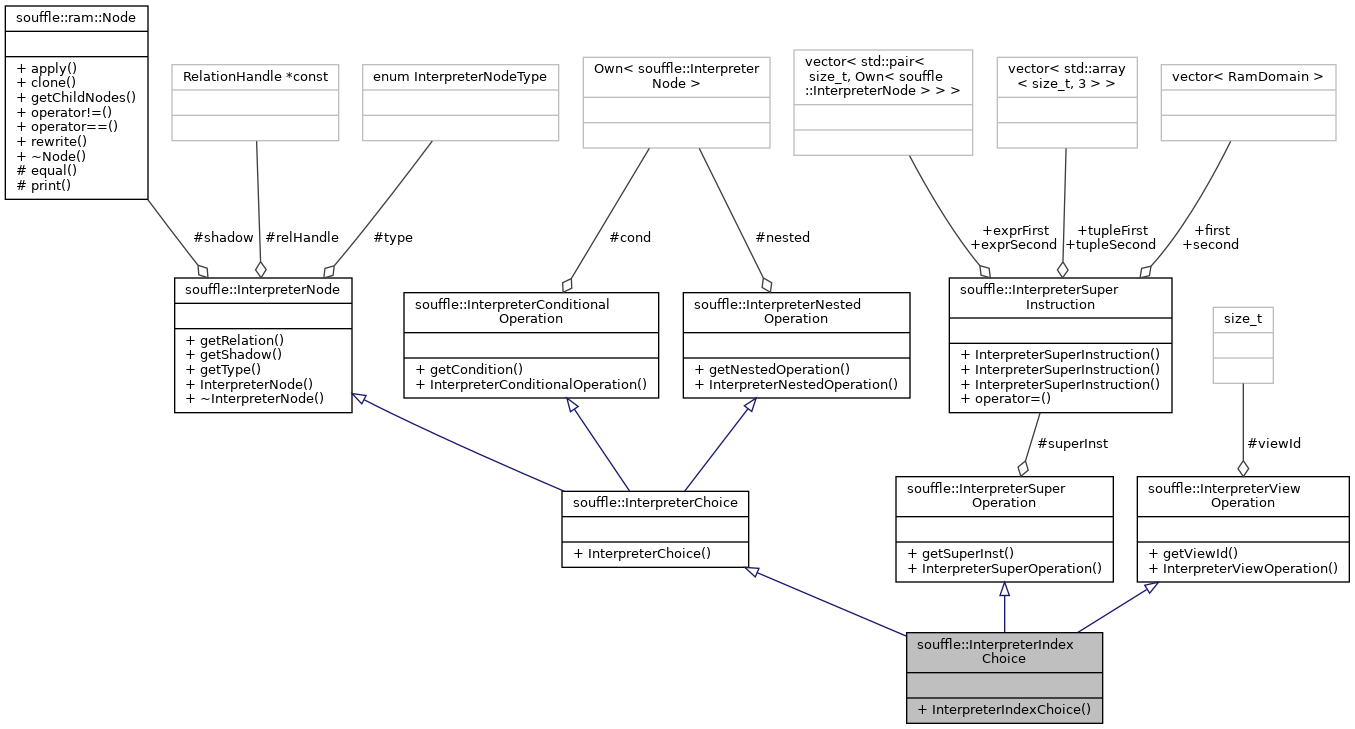 souffle::ram::Node
+ apply()
+ clone()
+ getChildNodes()
+ operator!=()
+ operator==()
+ rewrite()
+ ~Node()
# equal()
# print()
RelationHandle *const
enum InterpreterNodeType
Own< souffle::Interpreter
Node >
vector< std::pair<
size_t, Own< souffle
::InterpreterNode > > >
vector< std::array
< size_t, 3 > >
vector< RamDomain >
#shadow
#relHandle
#type
#cond
#nested
+exprFirst
+exprSecond
+tupleFirst
+tupleSecond
+first
+second
souffle::InterpreterNode
+ getRelation()
+ getShadow()
+ getType()
+ InterpreterNode()
+ ~InterpreterNode()
souffle::InterpreterConditional
Operation
+ getCondition()
+ InterpreterConditionalOperation()
souffle::InterpreterNested
Operation
+ getNestedOperation()
+ InterpreterNestedOperation()
souffle::InterpreterSuper
Instruction
+ InterpreterSuperInstruction()
+ InterpreterSuperInstruction()
+ InterpreterSuperInstruction()
+ operator=()
size_t
#superInst
#viewId
souffle::InterpreterChoice
+ InterpreterChoice()
souffle::InterpreterSuper
Operation
+ getSuperInst()
+ InterpreterSuperOperation()
souffle::InterpreterView
Operation
+ getViewId()
+ InterpreterViewOperation()
souffle::InterpreterIndex
Choice
+ InterpreterIndexChoice()